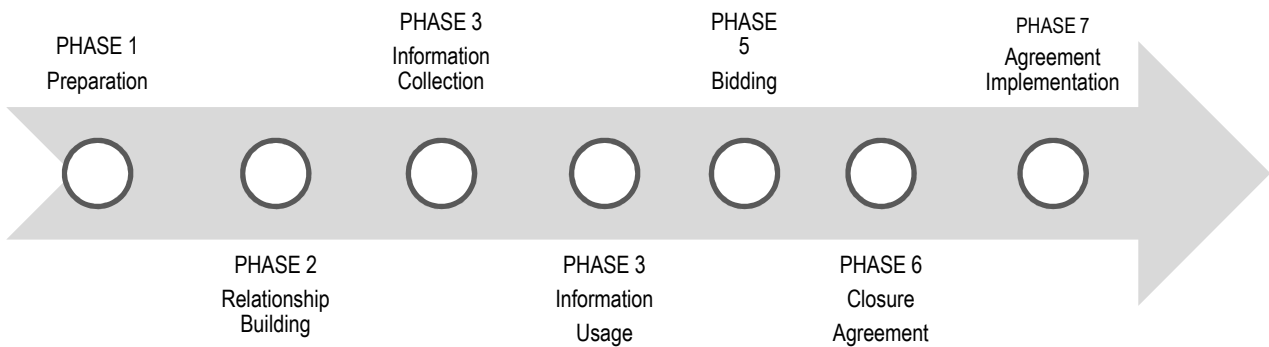 PHASE 1
Preparation
PHASE 2
Relationship
Building
PHASE 3
Information
Collection
PHASE 3
Information
Usage
PHASE
5
Bidding
PHASE 6
Closure
Agreement
PHASE 7
Agreement
Implementation